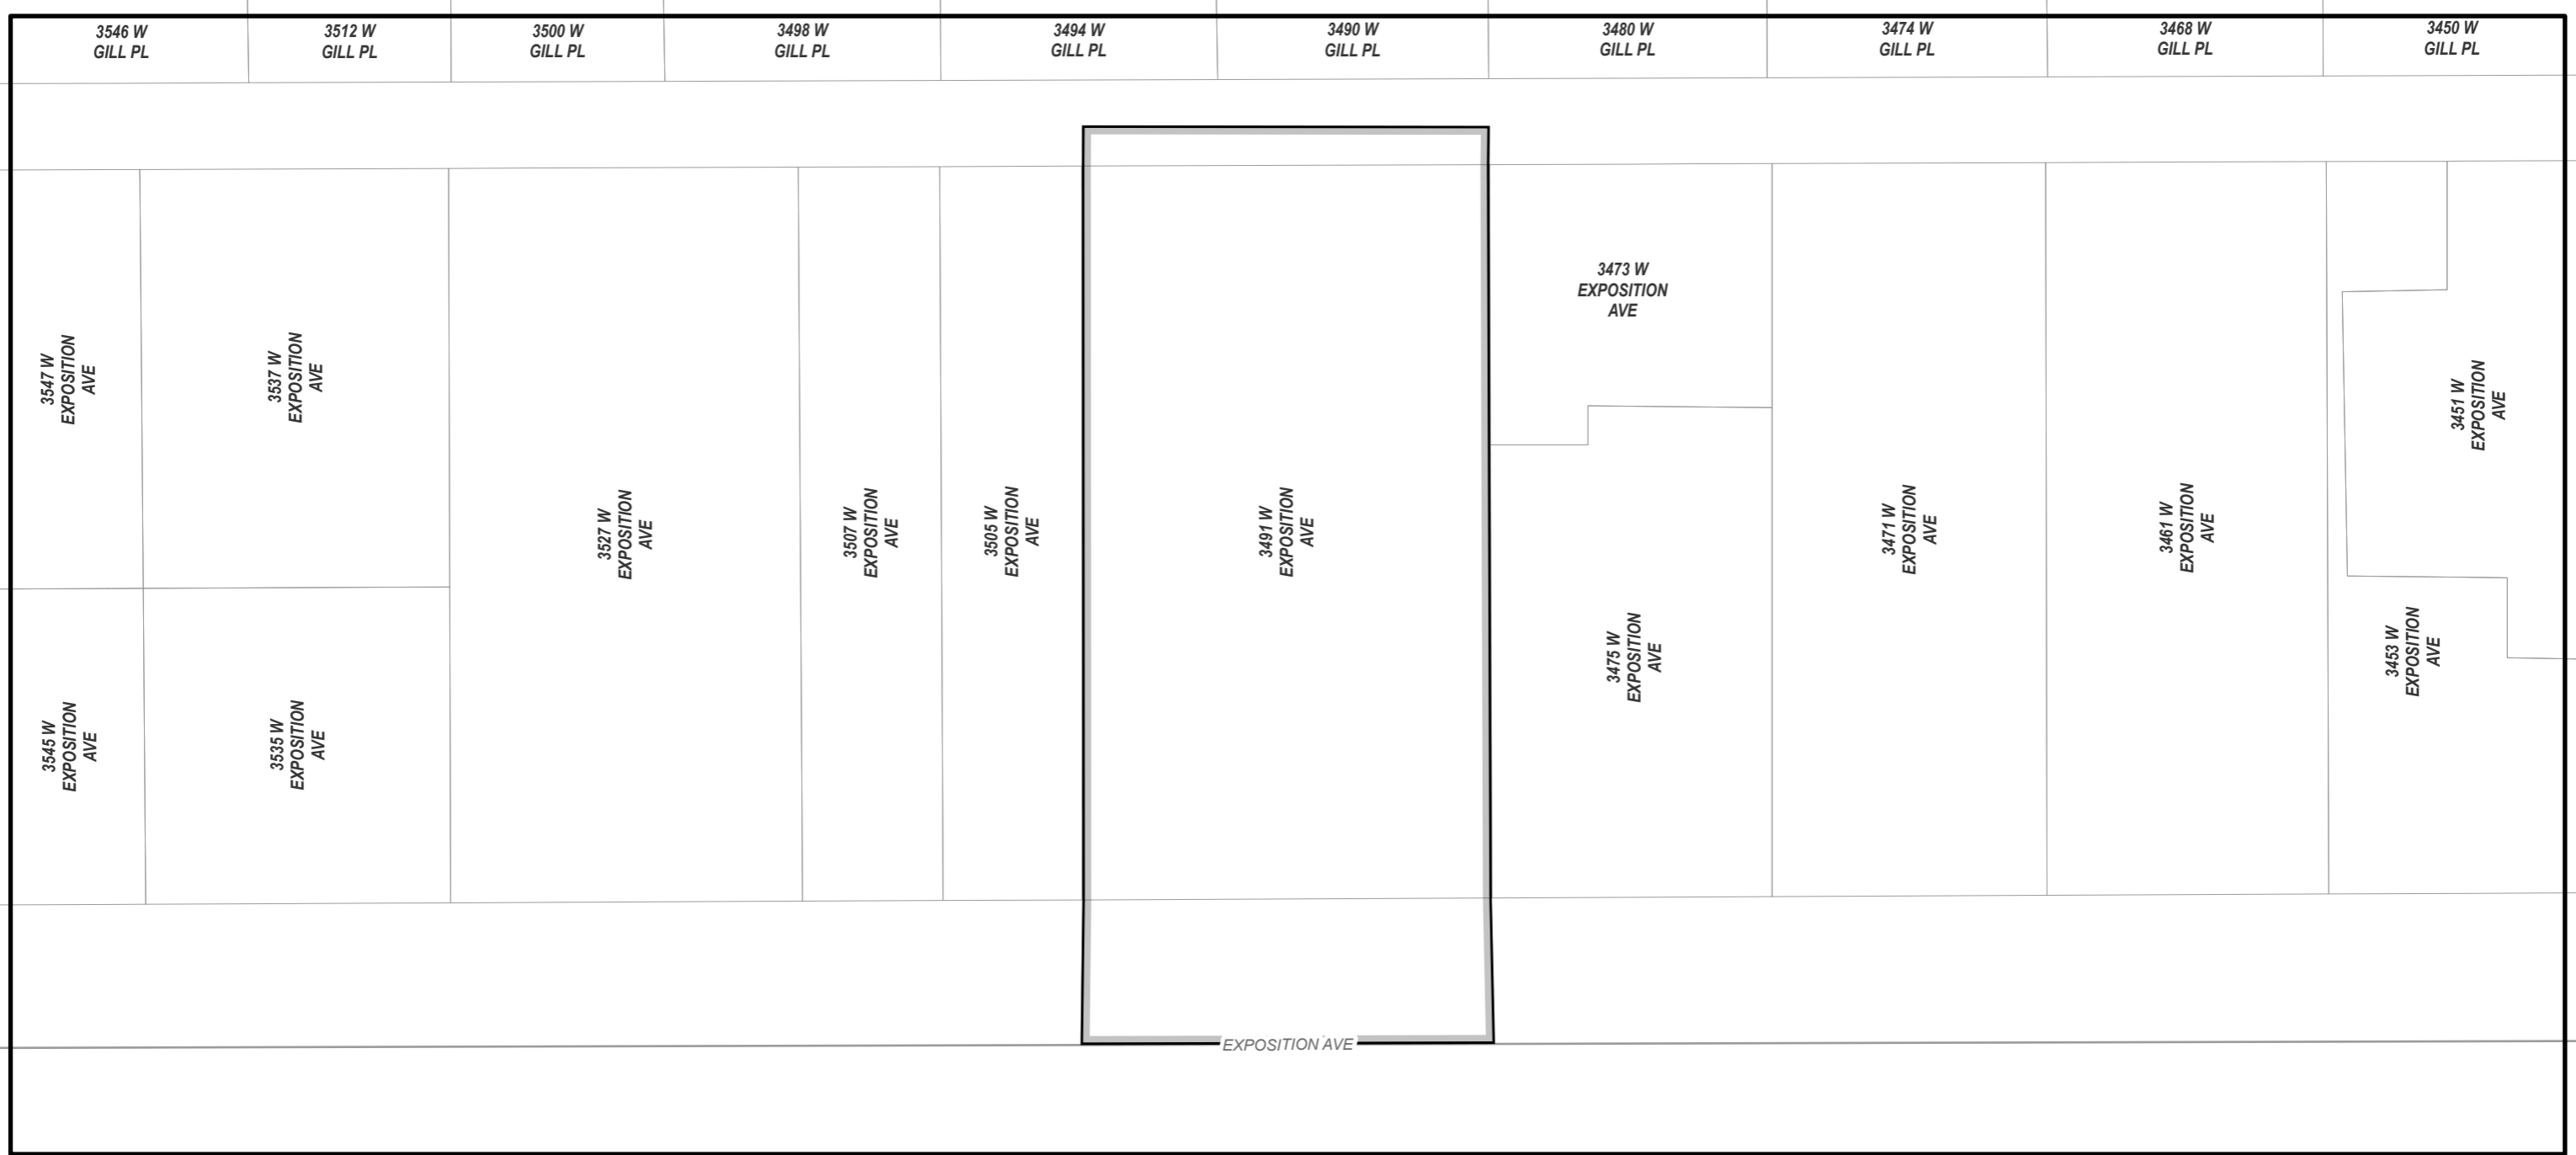 3546 W
GILL PL
3512 W
GILL PL
3500 W
GILL PL
3498 W
GILL PL
3494 W
GILL PL
3490 W
GILL PL
3480 W
GILL PL
3474 W
GILL PL
3468 W
GILL PL
3450 W
GILL PL
3547 W
EXPOSITION
AVE
3537 W
EXPOSITION
AVE
3545 W
EXPOSITION
AVE
3535 W
EXPOSITION
AVE
3527 W
EXPOSITION
AVE
3507 W
EXPOSITION
AVE
3505 W
EXPOSITION
AVE
3491 W
EXPOSITION
AVE
3473 W
EXPOSITION
AVE
3475 W
EXPOSITION
AVE
3471 W
EXPOSITION
AVE
3461 W
EXPOSITION
AVE
3451 W
EXPOSITION
AVE
3453 W
EXPOSITION
AVE
EXPOSITION AVE